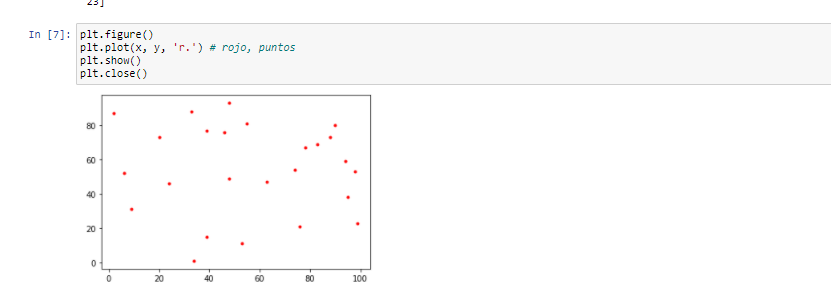 23]
In [7]: plt.figure()
plt.plot(x, y, 'r.') # rojo, puntos
plt.show()
plt.close()
80
60
40
20
0
0 20 40 60 80 100